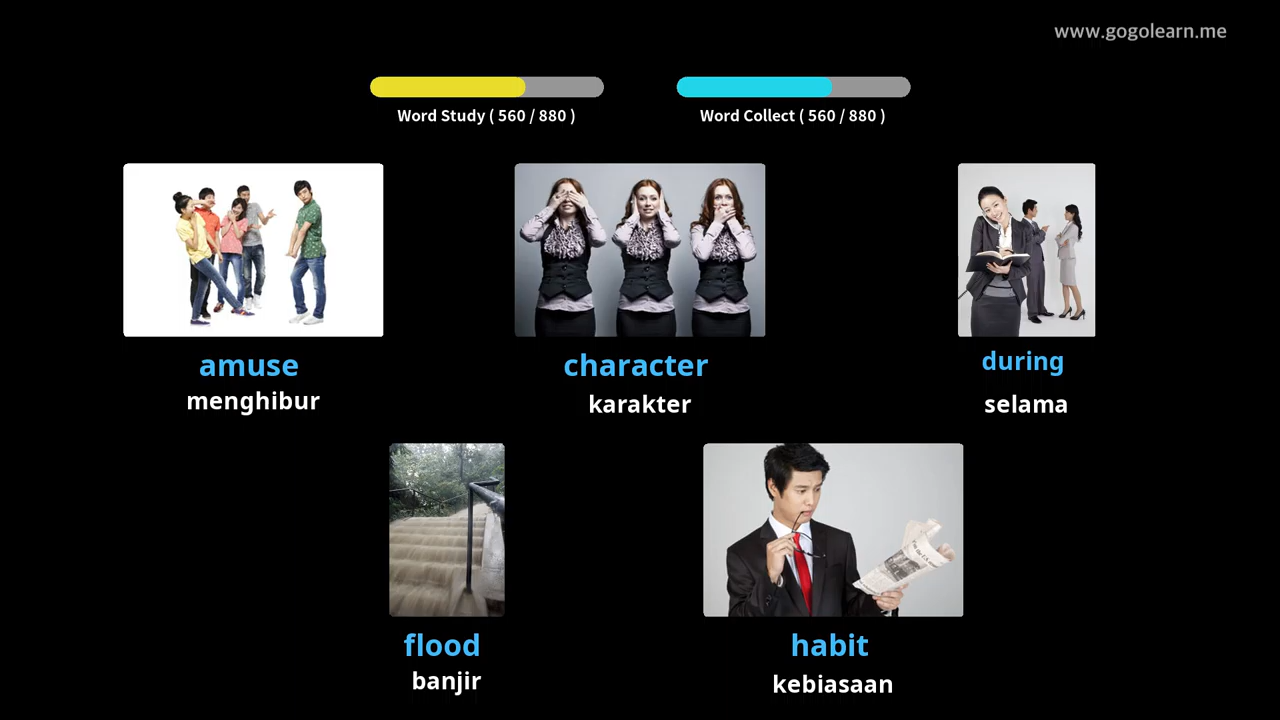 www.gogolearn.me
Word Study ( 560 / 880 )
Word Collect ( 560 / 880 )
amuse
menghibur
character
karakter
during
selama
flood
banjir
habit
kebiasaan